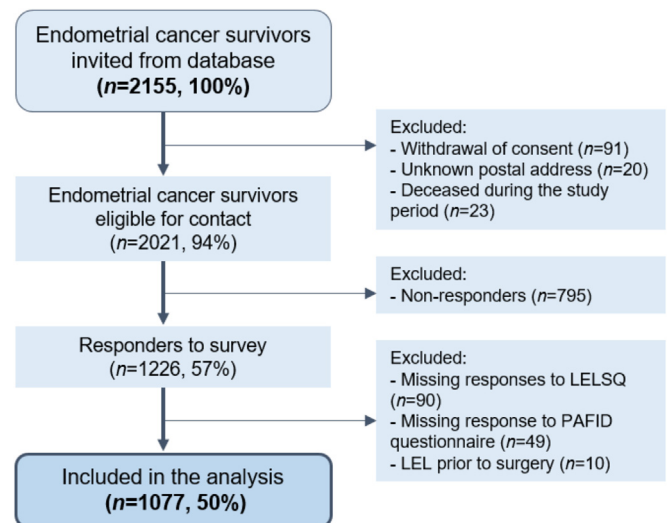 Endometrial cancer survivors
invited from database
(n=2155, 100%)
Excluded:
- Withdrawal of consent (n=91)
- Unknown postal address (n=20)
- Deceased during the study
period (n=23)
Endometrial cancer survivors
eligible for contact
(n=2021, 94%)
Excluded:
- Non-responders (n=795)
Responders to survey
(n=1226, 57%)
Excluded:
- Missing responses to LELSQ
(n=90)
- Missing response to PAFID
questionnaire (n=49)
- LEL prior to surgery (n=10)
Included in the analysis
(n=1077, 50%)